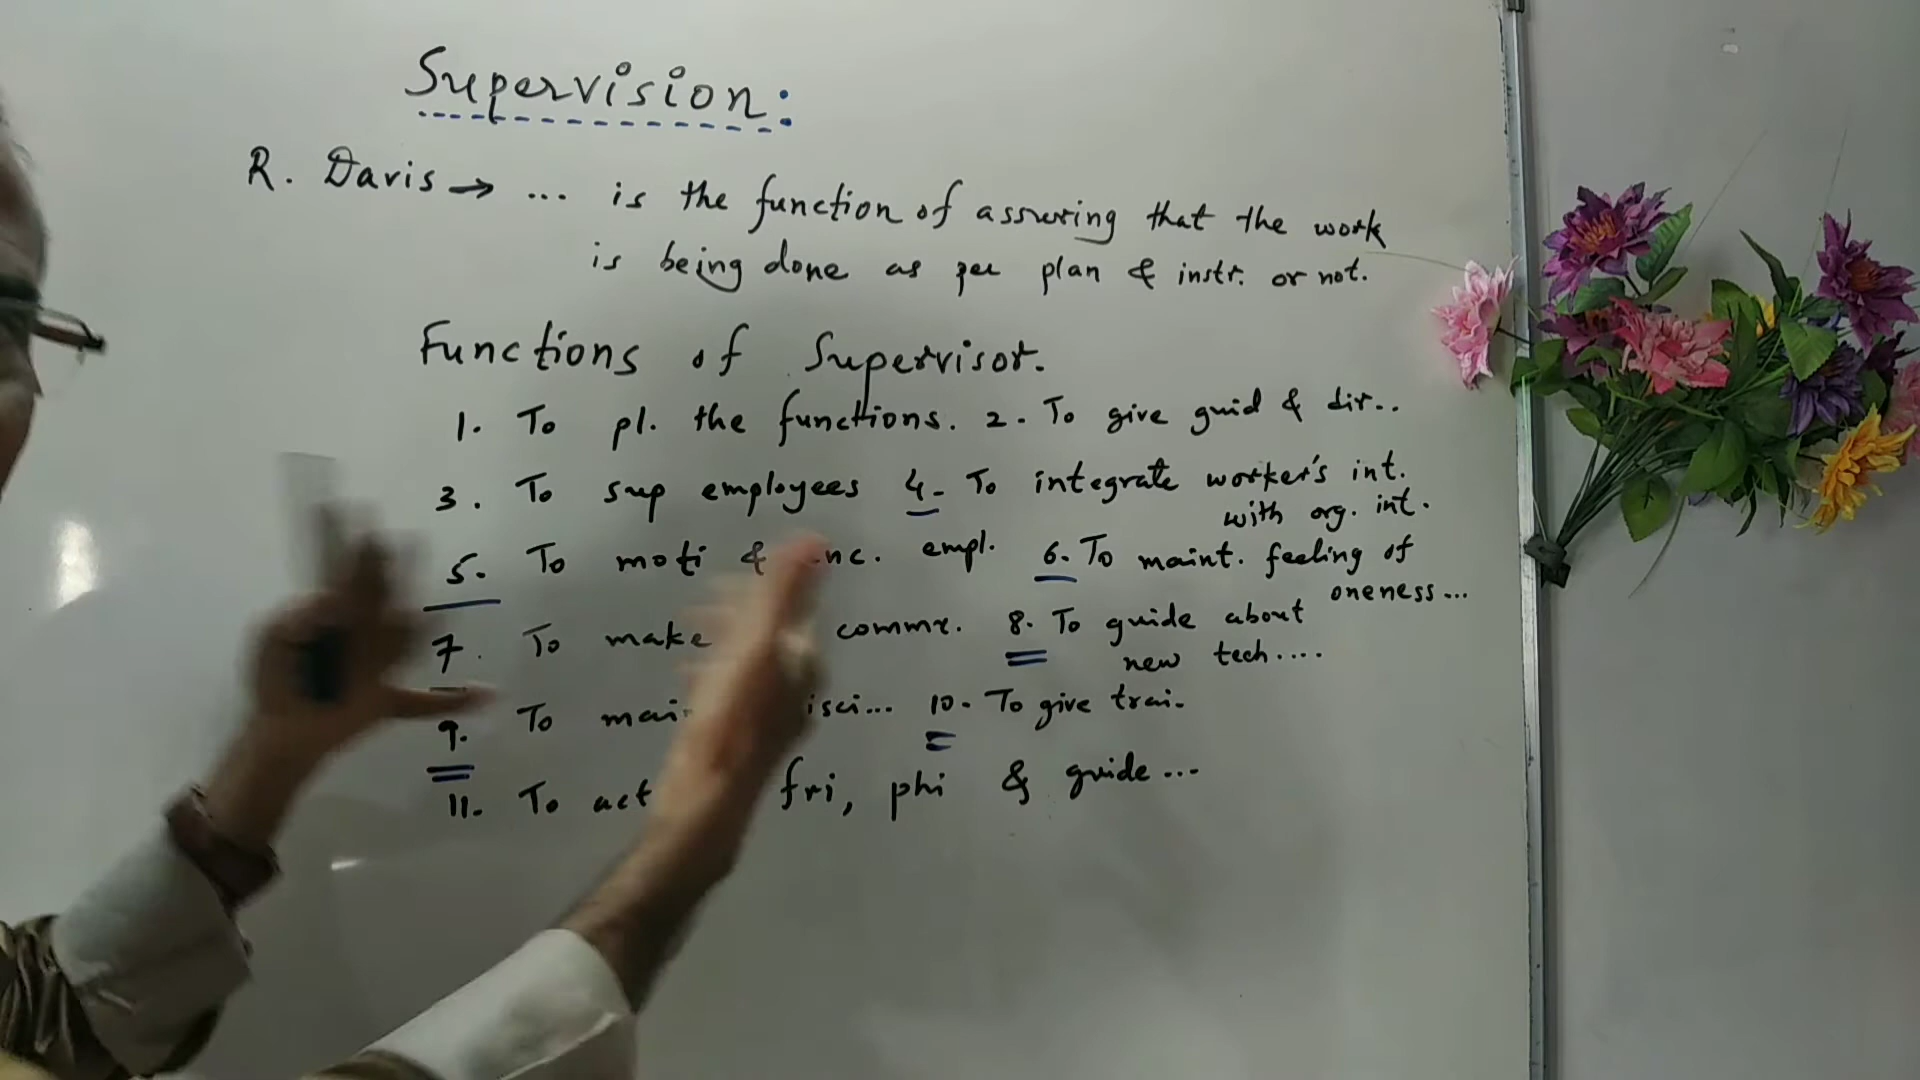 Supervision:
R. Davis → ... is the function of assuring that the work
is being done as per plan & instr. or not.
Functions of Supervisor.
1. To pl. the functions. 2. To give guid & dir..
3. To sup employees 4. To integrate worker's int.
with org. int.
5. To moti & inc. empl. 6. To maint. feeling of
oneness...
7. To make commu. 8. To guide about
new tech....
9. To main isci... 10. To give trai.
11. To act fri, phi & guide...